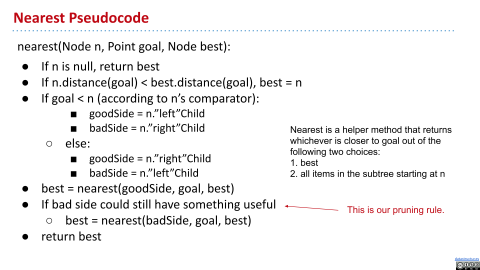 Nearest Pseudocode
nearest(Node n, Point goal, Node best):
● If n is null, return best
● If n.distance(goal) < best.distance(goal), best = n
● If goal < n (according to n’s comparator):
■ goodSide = n.”left”Child
■ badSide = n.”right”Child
○ else:
■ goodSide = n.”right”Child
■ badSide = n.”left”Child
● best = nearest(goodSide, goal, best)
● If bad side could still have something useful
○ best = nearest(badSide, goal, best)
● return best
Nearest is a helper method that returns
whichever is closer to goal out of the
following two choices:
1. best
2. all items in the subtree starting at n
This is our pruning rule.